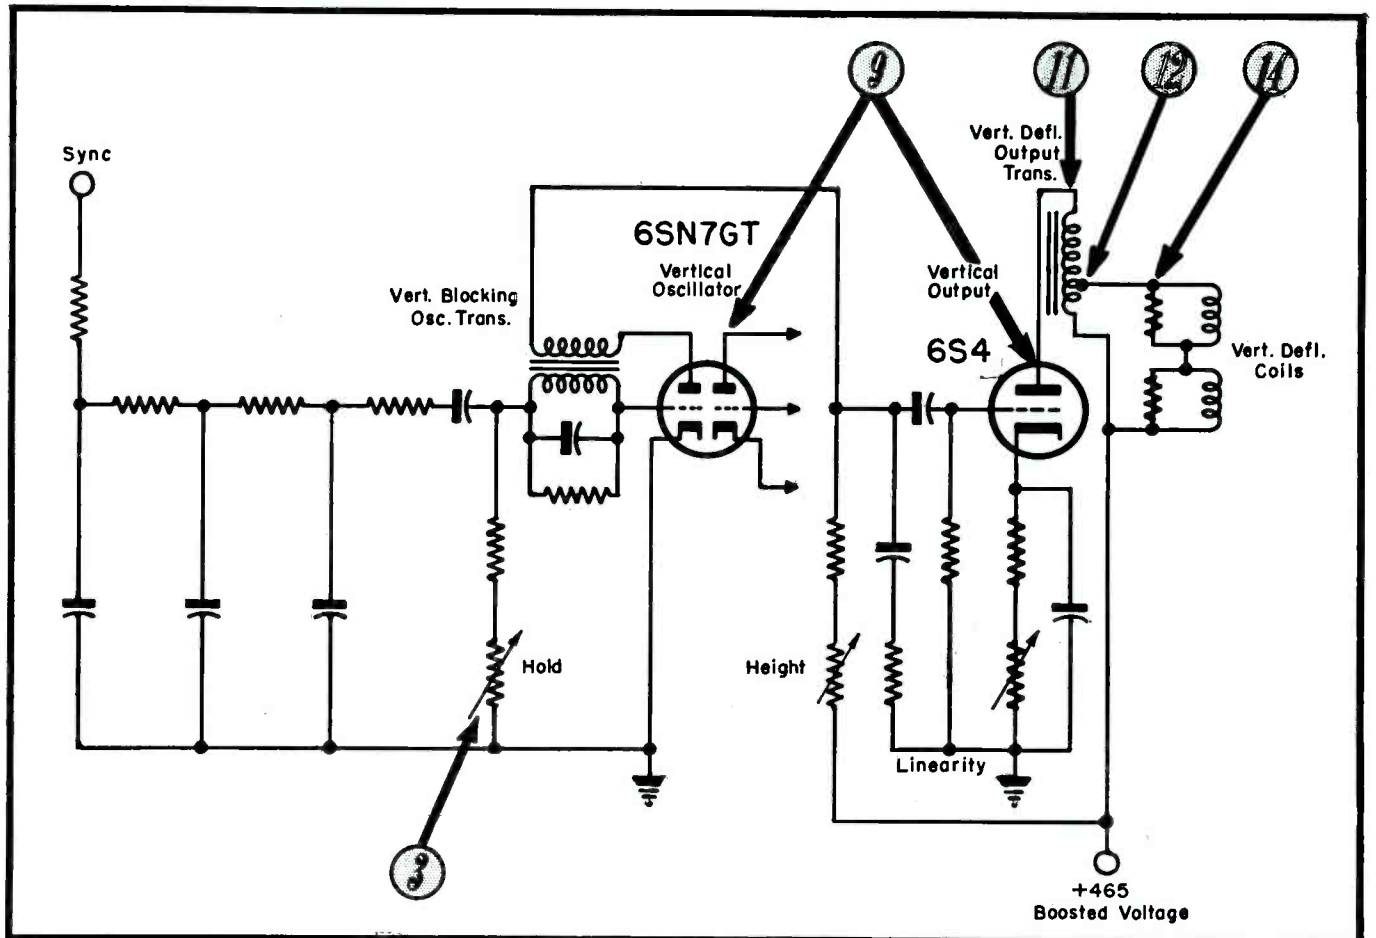 9
11
12
14
Sync
Vert. Defl.
Output
Trans.
6SN7GT
Vertical
Oscillator
Vertical
Output
Vert. Blocking
Osc. Trans.
6S4
Vert. Defl.
Coils
Hold
Height
Linearity
3
+465
Boosted Voltage